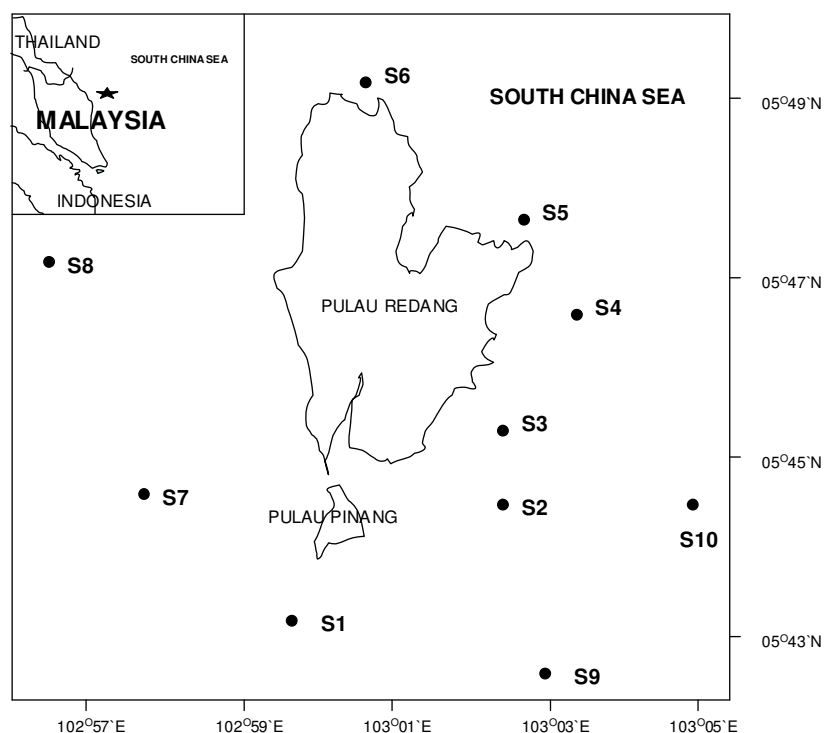 THAILAND
SOUTH CHINA SEA
MALAYSIA
INDONESIA
S6
SOUTH CHINA SEA
05°49`N
S5
S8
05°47`N
PULAU REDANG
S4
S3
05°45`N
S7
PULAU PINANG
S2
S10
S1
05°43`N
S9
102°57`E
102°59`E
103°01`E
103°03`E
103°05`E